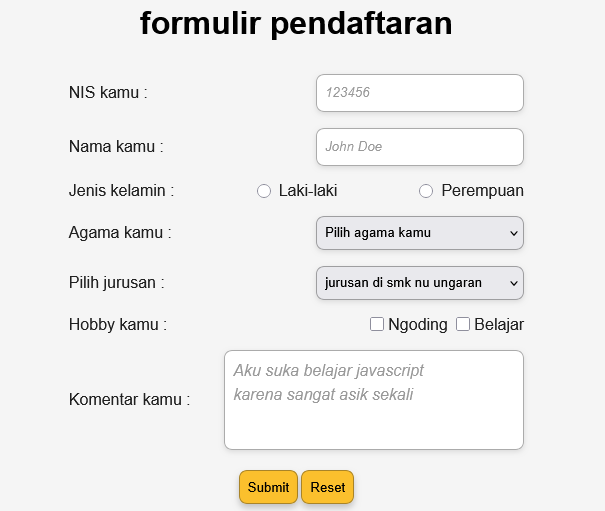 formulir pendaftaran
NIS kamu : 123456
Nama kamu : John Doe
Jenis kelamin : Laki-laki Perempuan
Agama kamu : Pilih agama kamu
Pilih jurusan : jurusan di smk nu ungaran
Hobby kamu : Ngoding Belajar
Komentar kamu : Aku suka belajar javascript
karena sangat asik sekali
Submit Reset